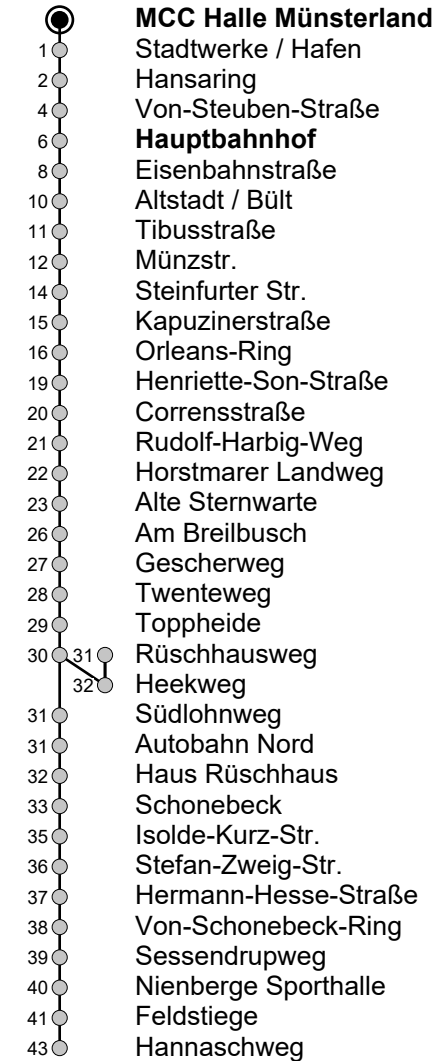 MCC Halle Münsterland
1 Stadtwerke / Hafen
2 Hansaring
4 Von-Steuben-Straße
6 Hauptbahnhof
8 Eisenbahnstraße
10 Altstadt / Bült
11 Tibusstraße
12 Münzstr.
14 Steinfurter Str.
15 Kapuzinerstraße
16 Orleans-Ring
19 Henriette-Son-Straße
20 Corrensstraße
21 Rudolf-Harbig-Weg
22 Horstmarer Landweg
23 Alte Sternwarte
26 Am Breilbusch
27 Gescherweg
28 Twenteweg
29 Toppheide
30 31 Rüschhausweg
32 Heekweg
31 Südlohnweg
31 Autobahn Nord
32 Haus Rüschhaus
33 Schonebeck
35 Isolde-Kurz-Str.
36 Stefan-Zweig-Str.
37 Hermann-Hesse-Straße
38 Von-Schonebeck-Ring
39 Sessendrupweg
40 Nienberge Sporthalle
41 Feldstiege
43 Hannaschweg